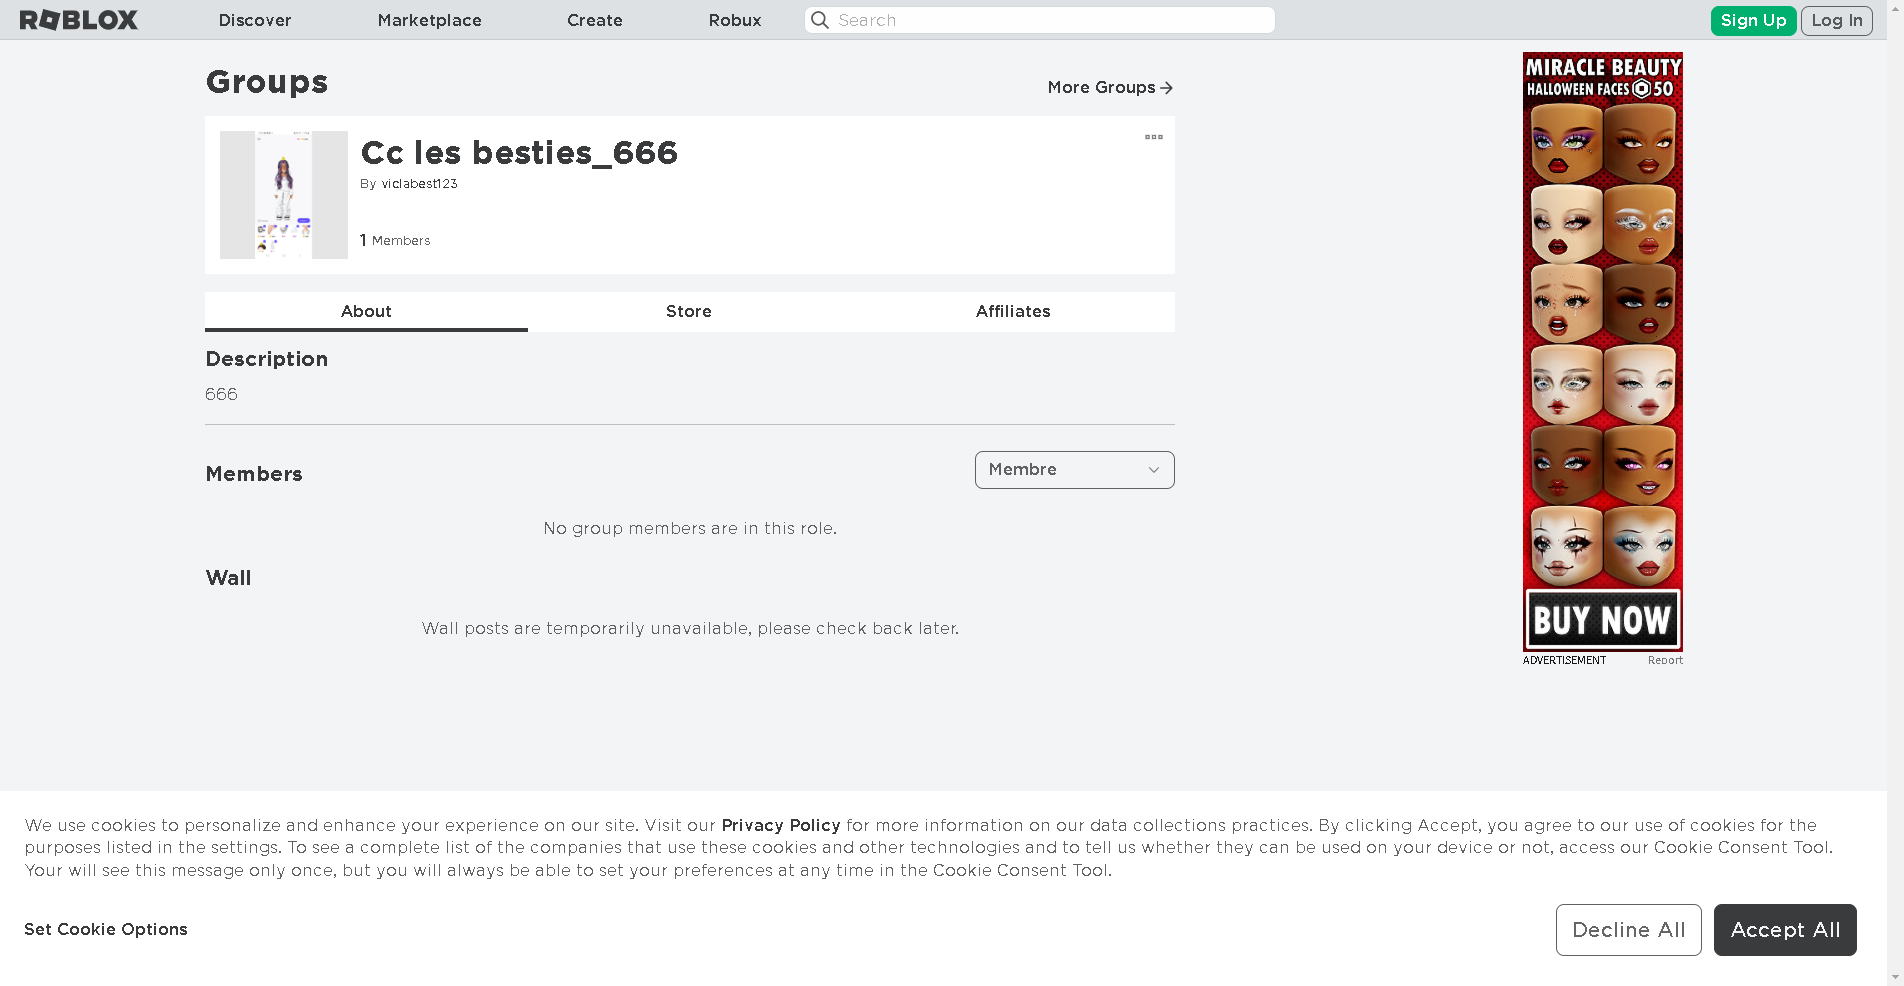 ROBLOX
Discover
Marketplace
Create
Robux
Search
Sign Up
Log In
Groups
More Groups
Cc les besties_666
By viclabest123
1 Members
About
Store
Affiliates
Description
666
Members
Membre
No group members are in this role.
Wall
Wall posts are temporarily unavailable, please check back later.
MIRACLE BEAUTY
HALLOWEEN FACES 50
BUY NOW
ADVERTISEMENT
Report
We use cookies to personalize and enhance your experience on our site. Visit our Privacy Policy for more information on our data collections practices. By clicking Accept, you agree to our use of cookies for the
purposes listed in the settings. To see a complete list of the companies that use these cookies and other technologies and to tell us whether they can be used on your device or not, access our Cookie Consent Tool.
Your will see this message only once, but you will always be able to set your preferences at any time in the Cookie Consent Tool.
Set Cookie Options
Decline All
Accept All